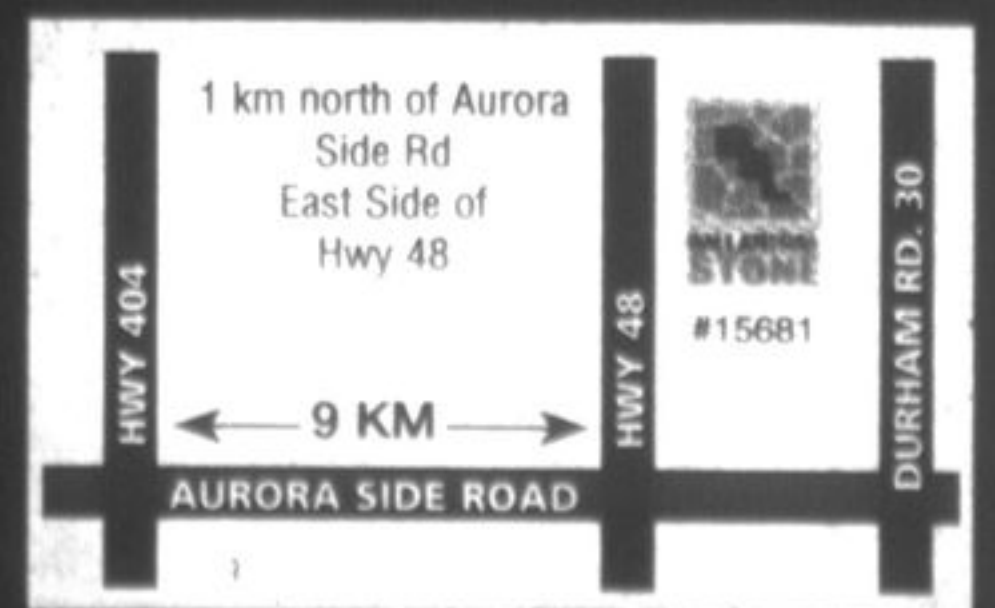 1 km north of Aurora
Side Rd
East Side of
Hwy 48
STONE
#15681
HWY 404
HWY 48
DURHAM RD. 30
9 KM
AURORA SIDE ROAD